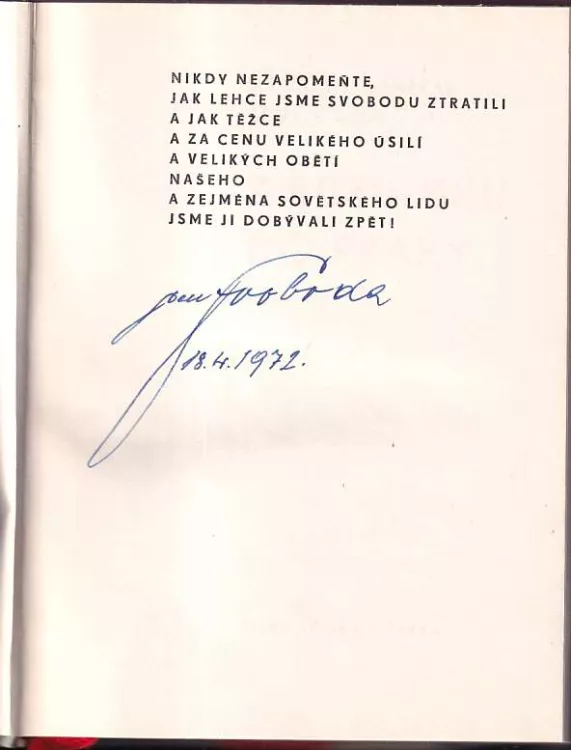 NIKDY NEZAPOMEŇTE,
JAK LEHCE JSME SVOBODU ZTRATILI
A JAK TĚŽCE
A ZA CENU VELIKÉHO ÚSILÍ
A VELIKÝCH OBĚTÍ
NAŠEHO
A ZEJMÉNA SOVĚTSKÉHO LIDU
JSME JI DOBÝVALI ZPĚT!
Svoboda
18.4.1972.